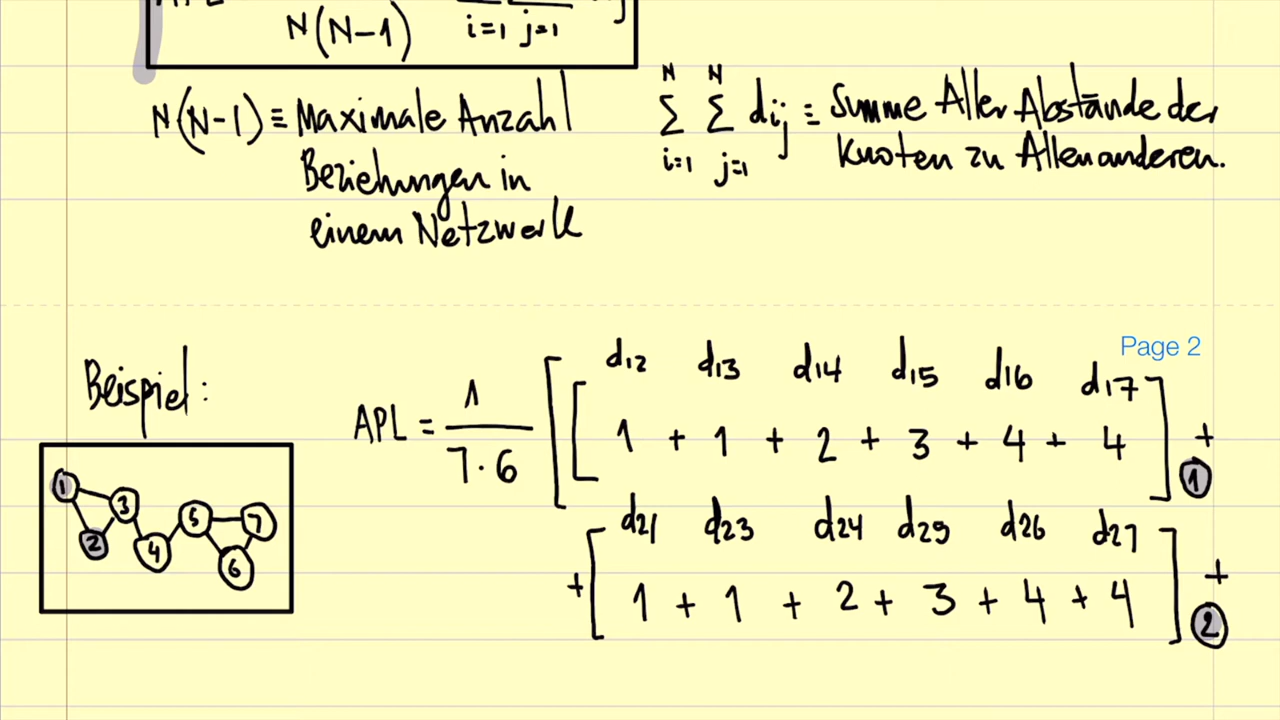 N(N-1)
i=1 j=1
N(N-1) ≡ Maximale Anzahl
Beziehungen in
einem Netzwerk
N N
Σ Σ dij ≡ Summe Aller Abstände der
i=1 j=1
Knoten zu Allen anderen.
Page 2
Beispiel:
1
3
2
4
5
7
6
d12 d13 d14 d15 d16 d17
APL = 1/7·6 [[1 + 1 + 2 + 3 + 4 + 4] +
1
d21 d23 d24 d25 d26 d27
+ [1 + 1 + 2 + 3 + 4 + 4] +
2